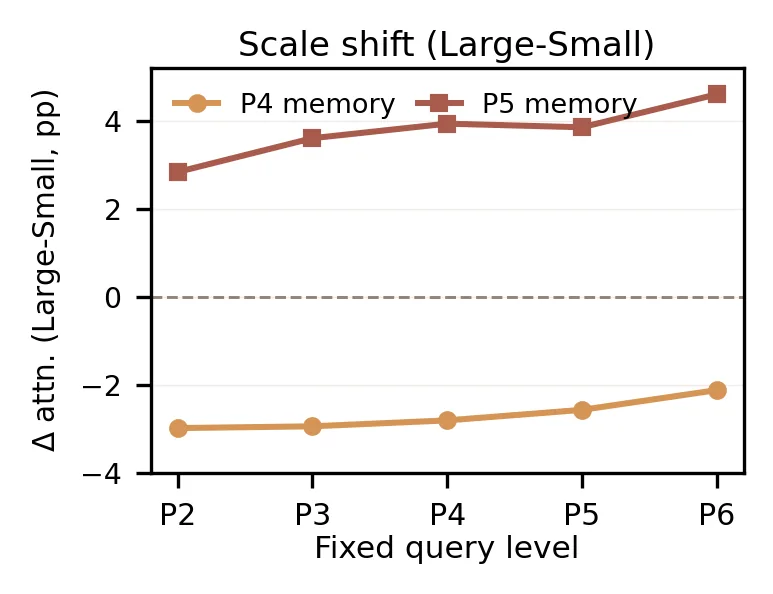 Scale shift (Large-Small)
P4 memory P5 memory
Δ attn. (Large-Small, pp)
4
2
0
−2
−4
P2 P3 P4 P5 P6
Fixed query level